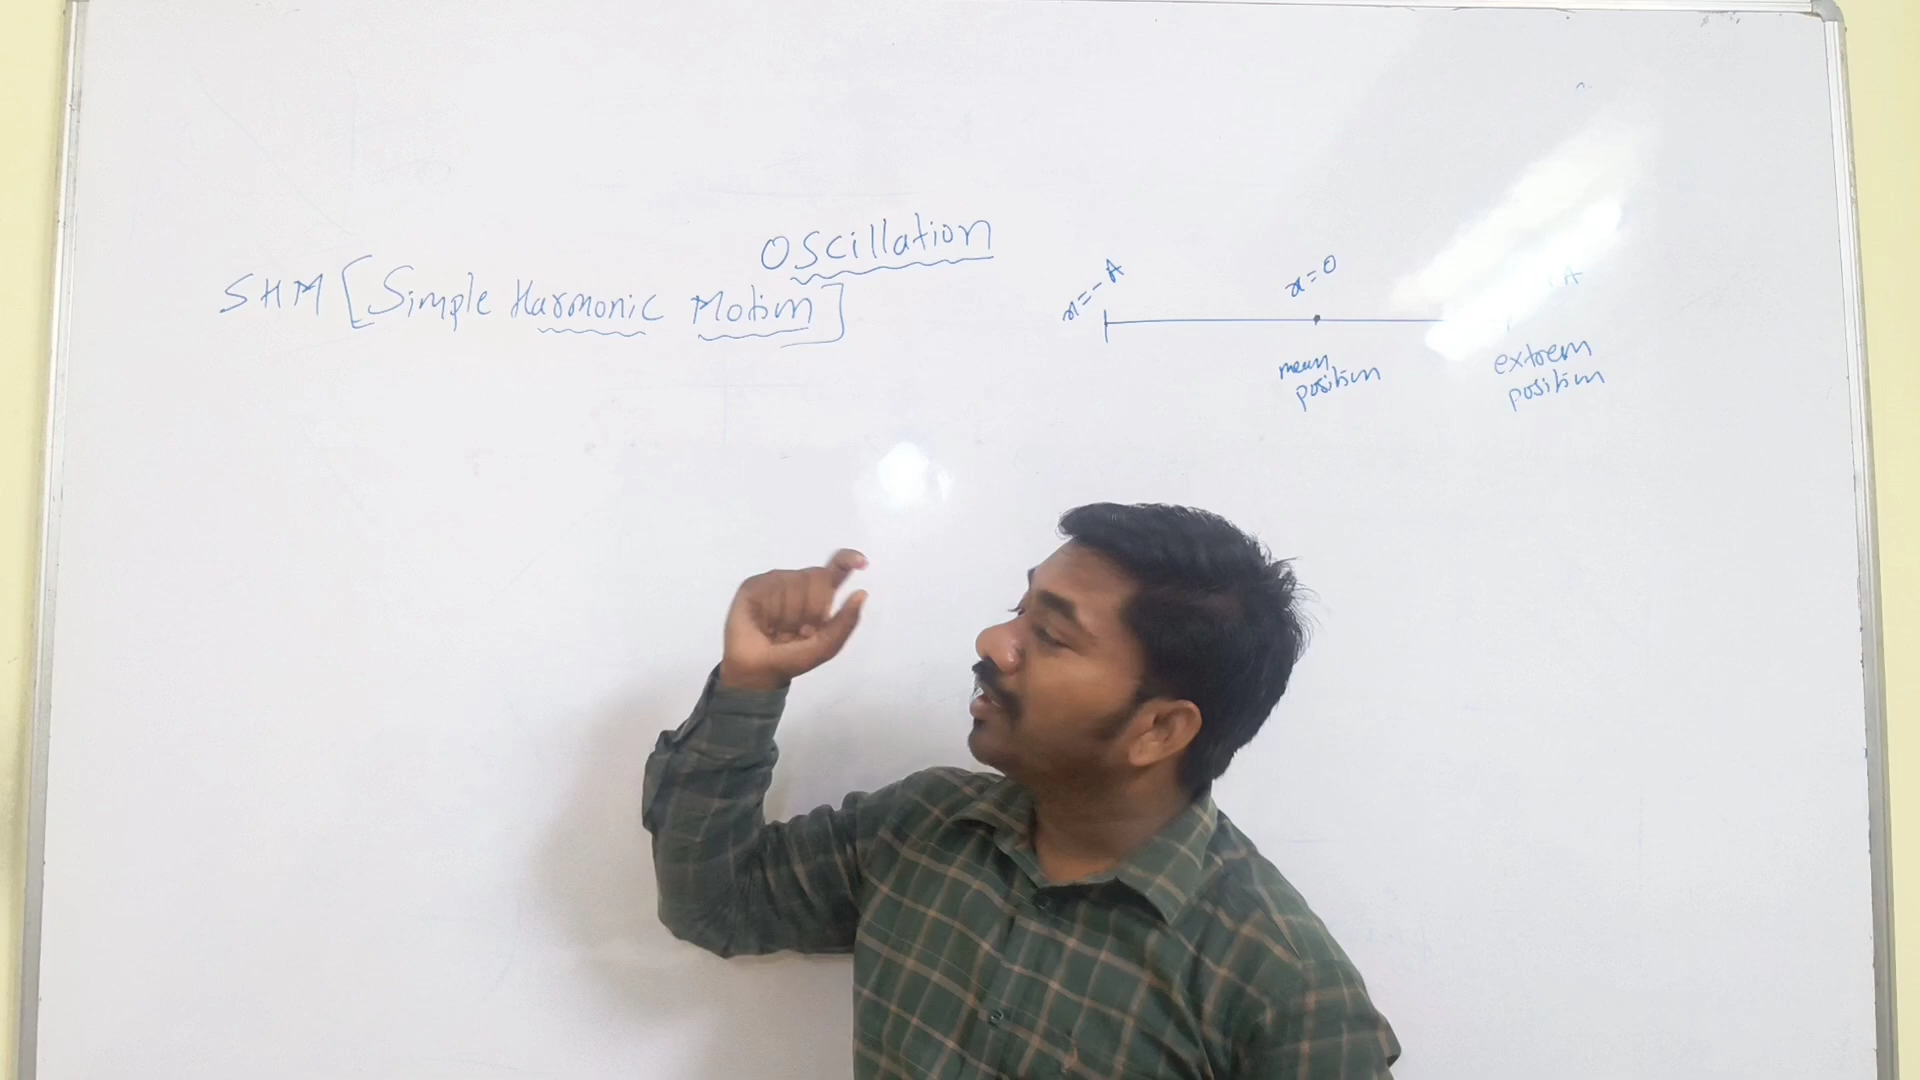 Oscillation
SHM [Simple Harmonic Motion]
x=-A
x=0
A
mean
position
extrem
position